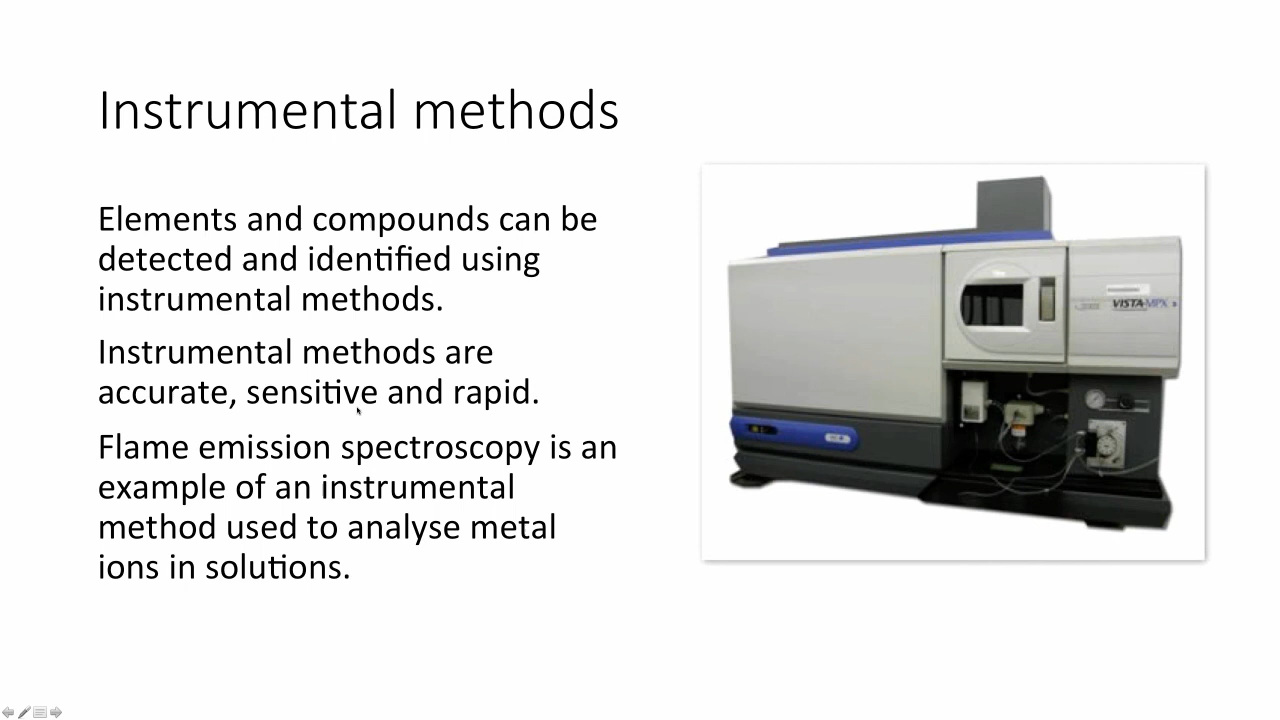 Instrumental methods
Elements and compounds can be
detected and identified using
instrumental methods.
Instrumental methods are
accurate, sensitive and rapid.
Flame emission spectroscopy is an
example of an instrumental
method used to analyse metal
ions in solutions.
VISTA-MPX